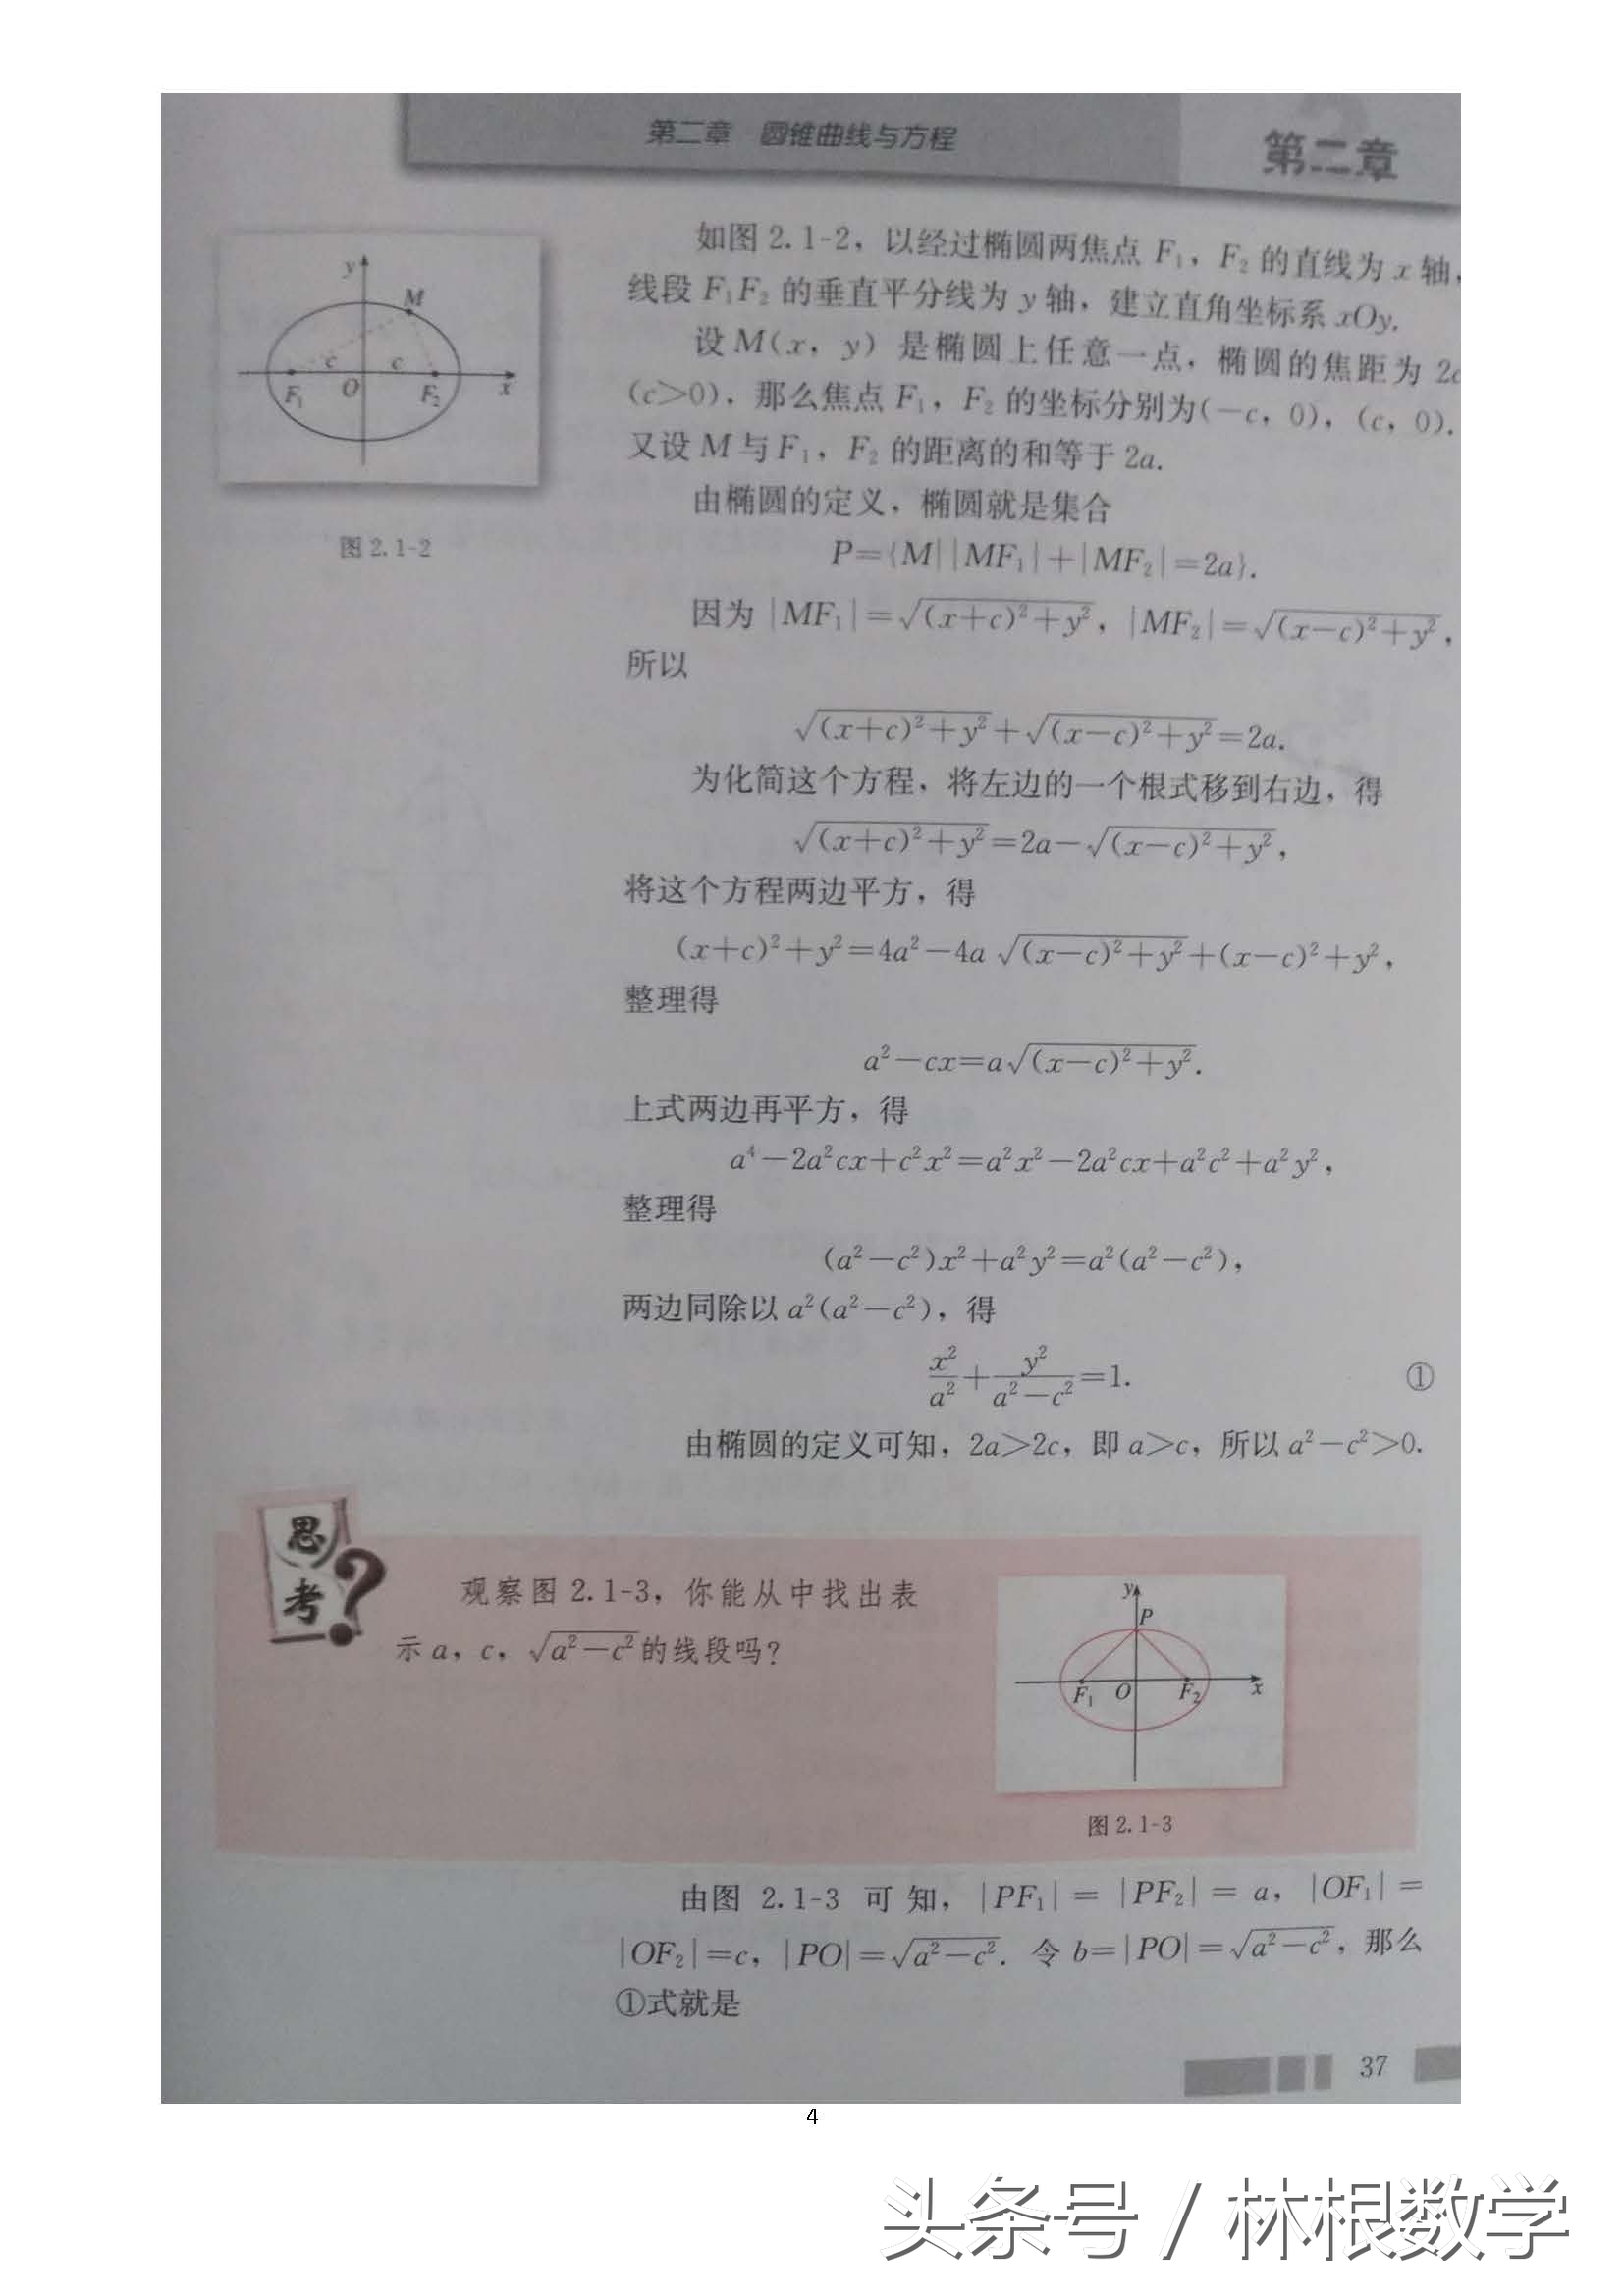 第二章 圆锥曲线与方程
第二章
y
M
c
c
F₁
O
F₂
x
图 2.1-2
如图 2.1-2，以经过椭圆两焦点 F₁，F₂ 的直线为 x 轴，
线段 F₁F₂ 的垂直平分线为 y 轴，建立直角坐标系 xOy.
设 M(x，y) 是椭圆上任意一点，椭圆的焦距为 2c
(c>0)，那么焦点 F₁，F₂ 的坐标分别为(−c，0)，(c，0).
又设 M 与 F₁，F₂ 的距离的和等于 2a.
由椭圆的定义，椭圆就是集合
P={M||MF₁|+|MF₂|=2a}.
因为 |MF₁|=√((x+c)²+y²)，|MF₂|=√((x−c)²+y²)，
所以
√((x+c)²+y²)+√((x−c)²+y²)=2a.
为化简这个方程，将左边的一个根式移到右边，得
√((x+c)²+y²)=2a−√((x−c)²+y²)，
将这个方程两边平方，得
(x+c)²+y²=4a²−4a√((x−c)²+y²)+(x−c)²+y²，
整理得
a²−cx=a√((x−c)²+y²).
上式两边再平方，得
a⁴−2a²cx+c²x²=a²x²−2a²cx+a²c²+a²y²，
整理得
(a²−c²)x²+a²y²=a²(a²−c²)，
两边同除以 a²(a²−c²)，得
x²/a²+y²/(a²−c²)=1. ①
由椭圆的定义可知，2a>2c，即 a>c，所以 a²−c²>0.
思考?
观察图 2.1-3，你能从中找出表
示 a，c，√(a²−c²)的线段吗?
y
P
F₁
O
F₂
x
图 2.1-3
由图 2.1-3 可知，|PF₁|=|PF₂|=a，|OF₁|=
|OF₂|=c，|PO|=√(a²−c²). 令 b=|PO|=√(a²−c²)，那么
①式就是
37
4
头条号 / 林根数学